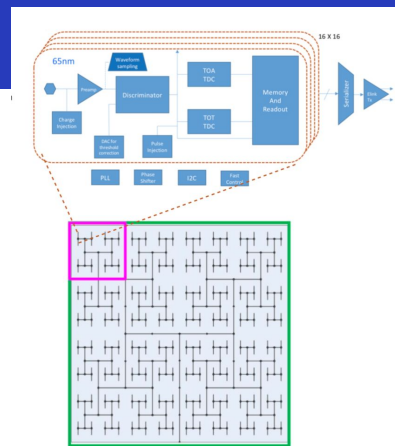 16 X 16
65nm
Waveform
sampling
Preamp
Discriminator
TOA
TDC
TOT
TDC
Memory
And
Readout
Serializer
Charge
Injection
DAC for
threshold
correction
Pulse
Injection
PLL
Phase
Shifter
I2C
Fast
Control